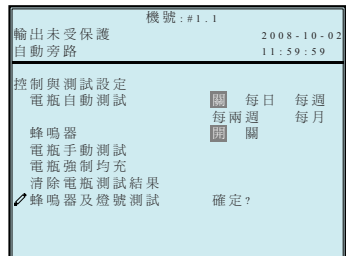 機號:#1.1
輸出未受保護 2008-10-02
自動旁路 11:59:59
控制與測試設定
電瓶自動測試 關 每日 每週
每兩週 每月
蜂鳴器 開 關
電瓶手動測試
電瓶強制均充
清除電瓶測試結果
蜂鳴器及燈號測試 確定?